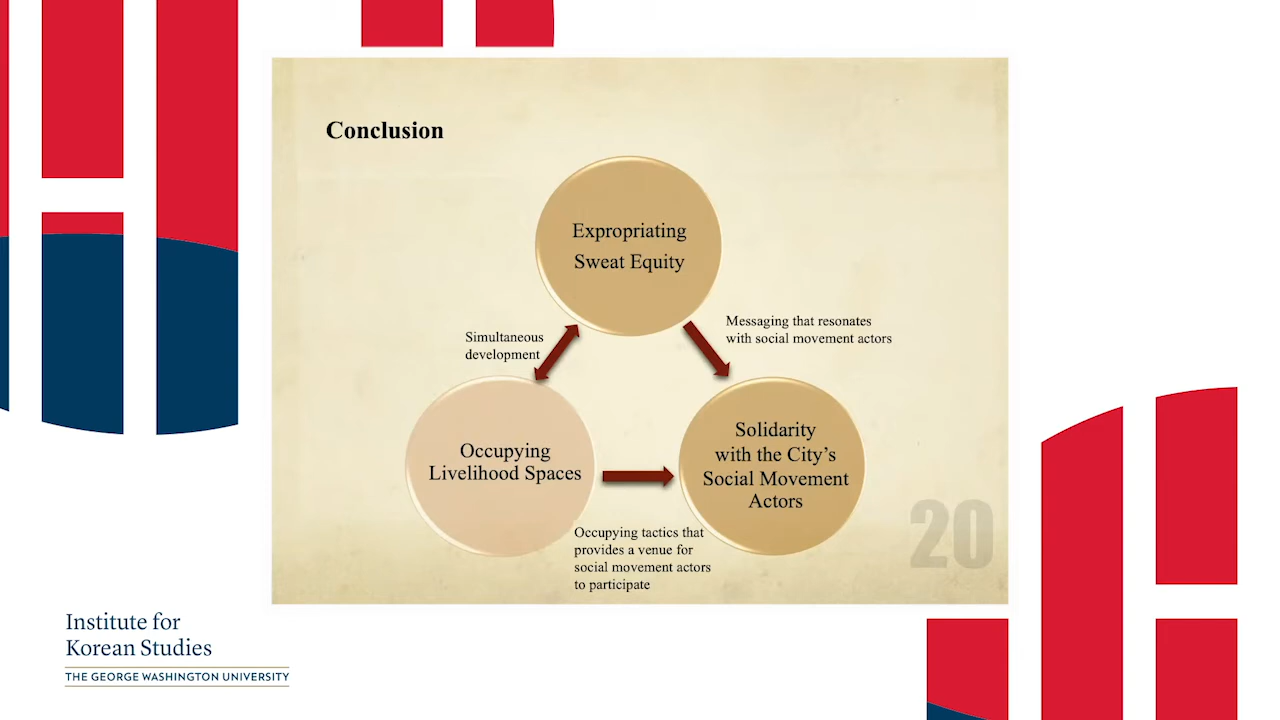 Conclusion
Expropriating
Sweat Equity
Simultaneous
development
Messaging that resonates
with social movement actors
Occupying
Livelihood Spaces
Solidarity
with the City’s
Social Movement
Actors
Occupying tactics that
provides a venue for
social movement actors
to participate
20
Institute for
Korean Studies
THE GEORGE WASHINGTON UNIVERSITY